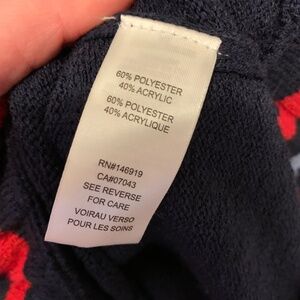 60% POLYESTER
40% ACRYLIC
60% POLYESTER
40% ACRYLIQUE
RN#146919
CA#07043
SEE REVERSE
FOR CARE
VOIRAU VERSO
POUR LES SOINS